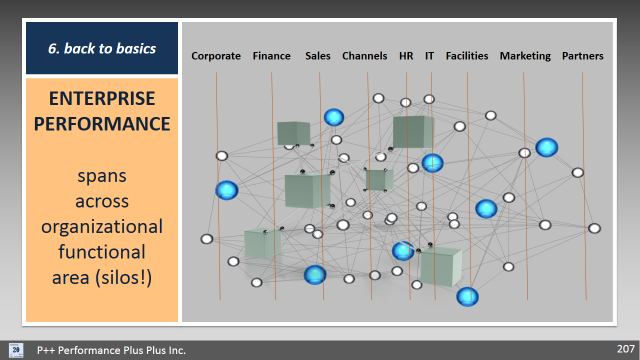 6. back to basics
Corporate Finance Sales Channels HR IT Facilities Marketing Partners
ENTERPRISE
PERFORMANCE
spans
across
organizational
functional
area (silos!)
P++ Performance Plus Plus Inc.
207